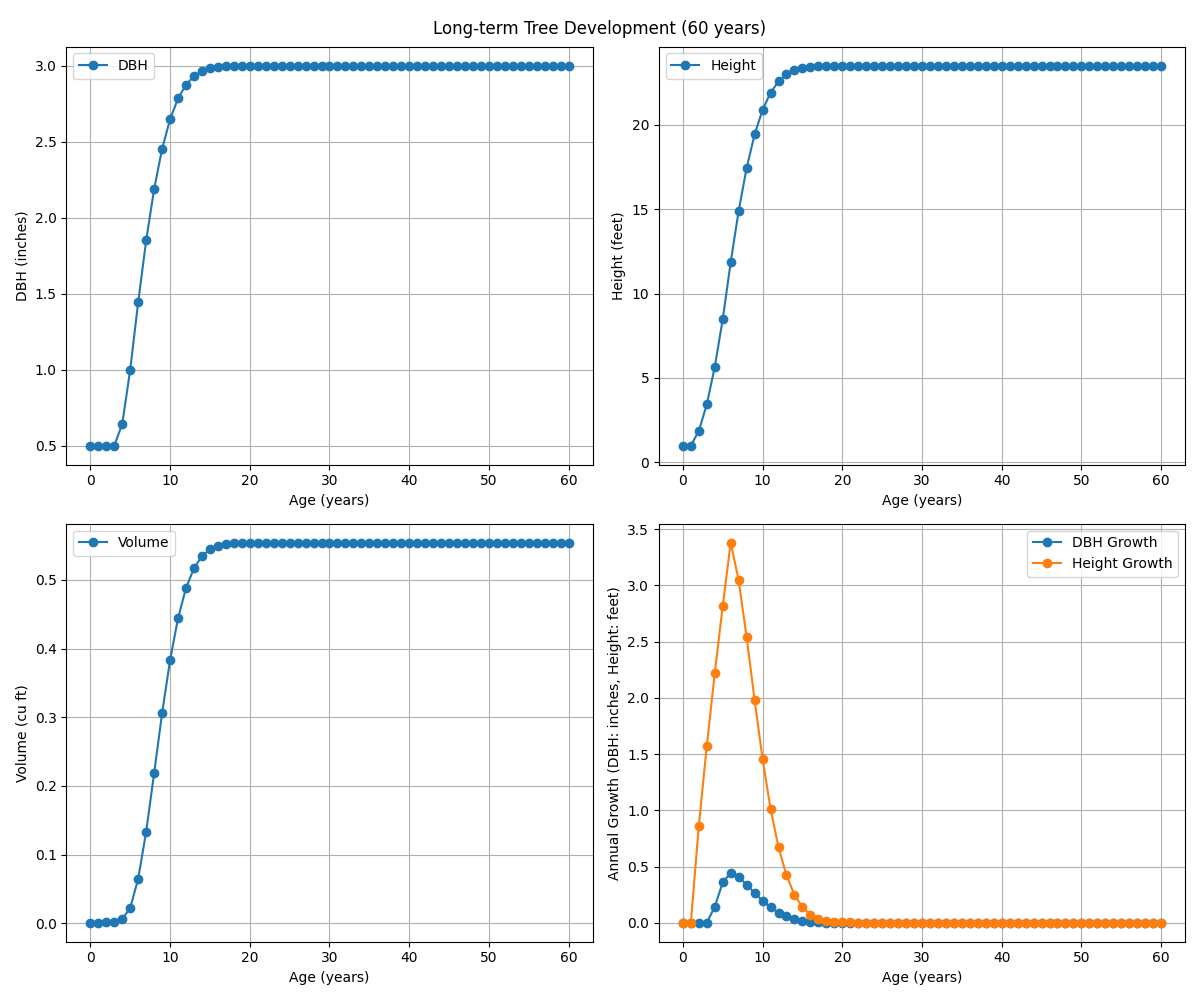 Long-term Tree Development (60 years)
DBH
3.0
2.5
2.0
1.5
1.0
0.5
DBH (inches)
0 10 20 30 40 50 60
Age (years)
Height
20
15
10
5
0
Height (feet)
0 10 20 30 40 50 60
Age (years)
Volume
0.5
0.4
0.3
0.2
0.1
0.0
Volume (cu ft)
0 10 20 30 40 50 60
Age (years)
DBH Growth
Height Growth
3.5
3.0
2.5
2.0
1.5
1.0
0.5
0.0
Annual Growth (DBH: inches, Height: feet)
0 10 20 30 40 50 60
Age (years)